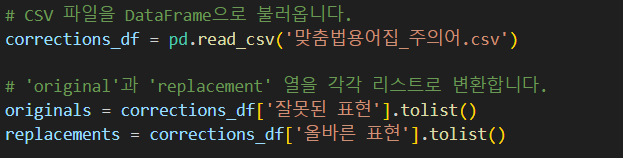 # CSV 파일을 DataFrame으로 불러옵니다.
corrections_df = pd.read_csv('맞춤법용어집_주의어.csv')
# 'original'과 'replacement' 열을 각각 리스트로 변환합니다.
originals = corrections_df['잘못된 표현'].tolist()
replacements = corrections_df['올바른 표현'].tolist()